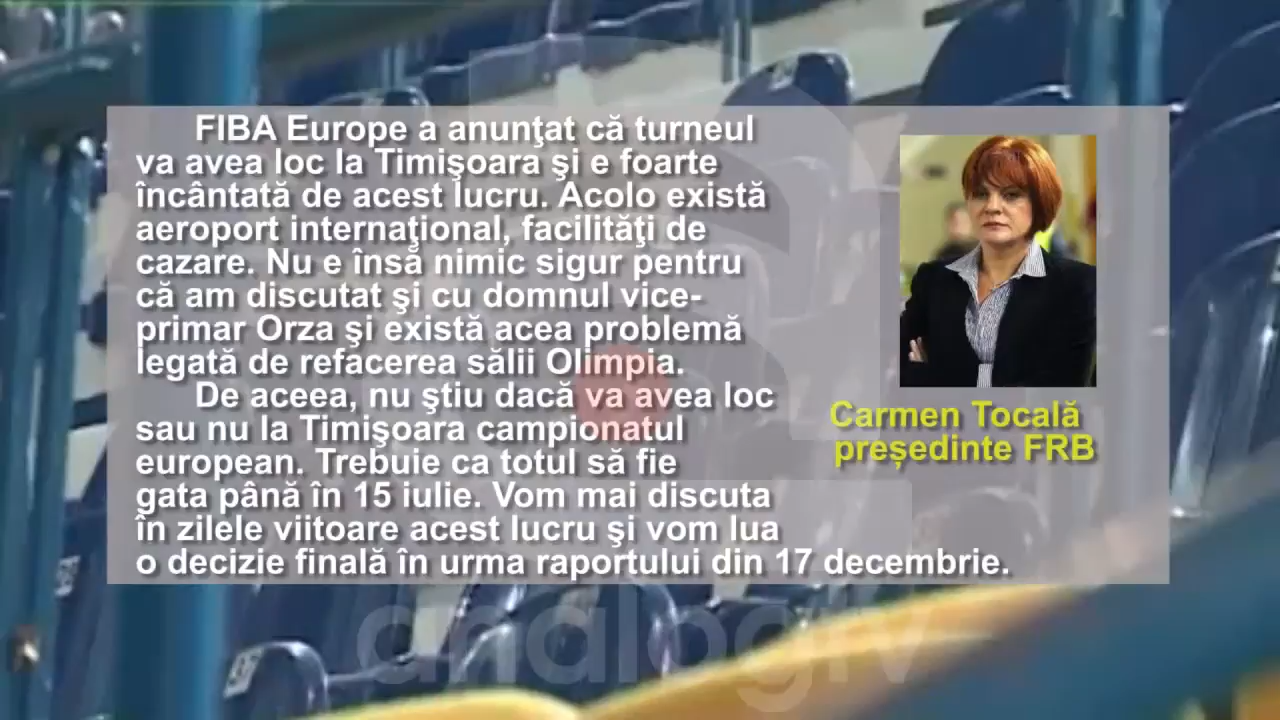 FIBA Europe a anunţat că turneul
va avea loc la Timişoara şi e foarte
încântată de acest lucru. Acolo există
aeroport internaţional, facilităţi de
cazare. Nu e însă nimic sigur pentru
că am discutat şi cu domnul vice-
primar Orza şi există acea problemă
legată de refacerea sălii Olimpia.
De aceea, nu ştiu dacă va avea loc
sau nu la Timişoara campionatul
european. Trebuie ca totul să fie
gata până în 15 iulie. Vom mai discuta
în zilele viitoare acest lucru şi vom lua
o decizie finală în urma raportului din 17 decembrie.
Carmen Tocală
președinte FRB
analogTV